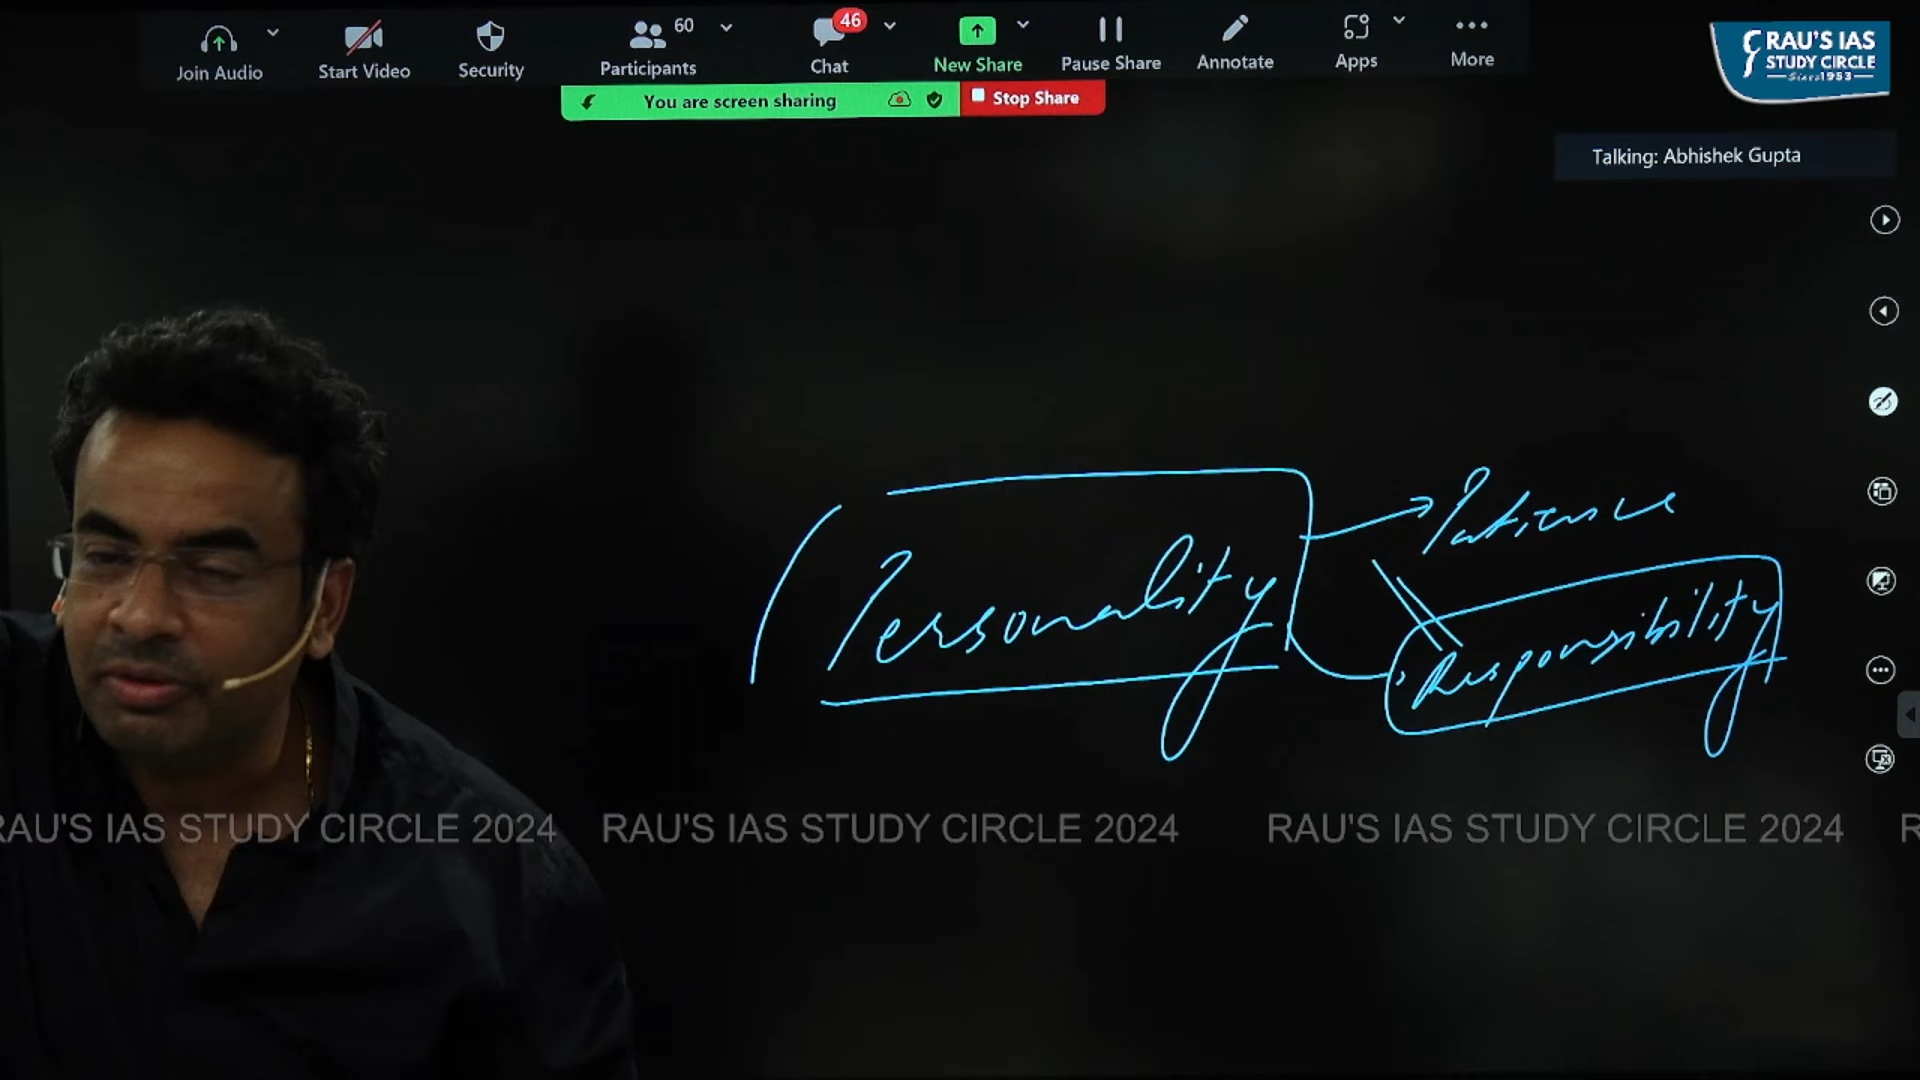 60
46
Join Audio
Start Video
Security
Participants
Chat
New Share
Pause Share
Annotate
Apps
More
RAU'S IAS
STUDY CIRCLE
Since 1953
You are screen sharing
Stop Share
Talking: Abhishek Gupta
Patience
Personality
Responsibility
RAU'S IAS STUDY CIRCLE 2024
RAU'S IAS STUDY CIRCLE 2024
RAU'S IAS STUDY CIRCLE 2024
R